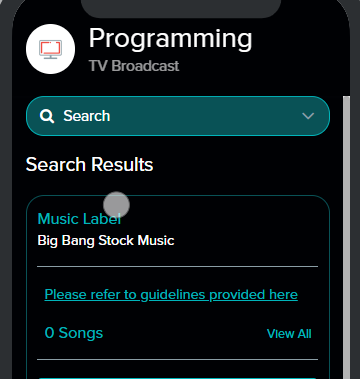 Programming
TV Broadcast
Search
Search Results
Music Label
Big Bang Stock Music
Please refer to guidelines provided here
0 Songs
View All